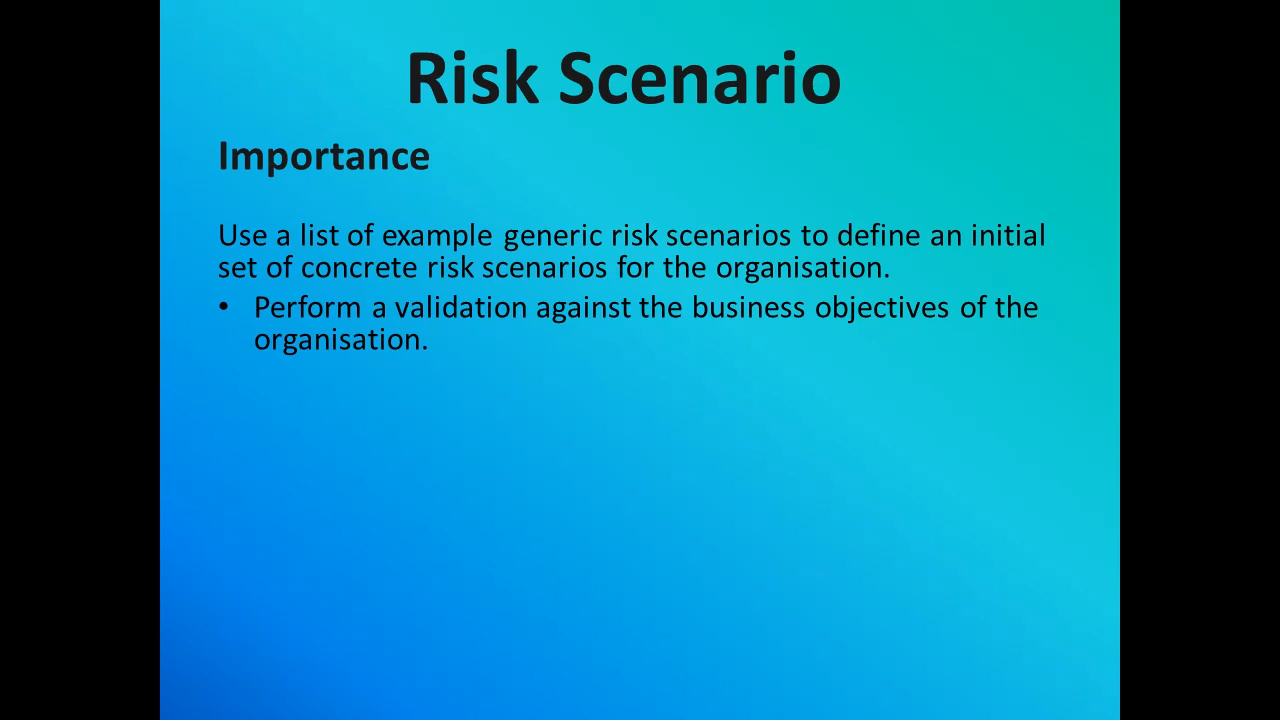 Risk Scenario
Importance
Use a list of example generic risk scenarios to define an initial
set of concrete risk scenarios for the organisation.
• Perform a validation against the business objectives of the
organisation.